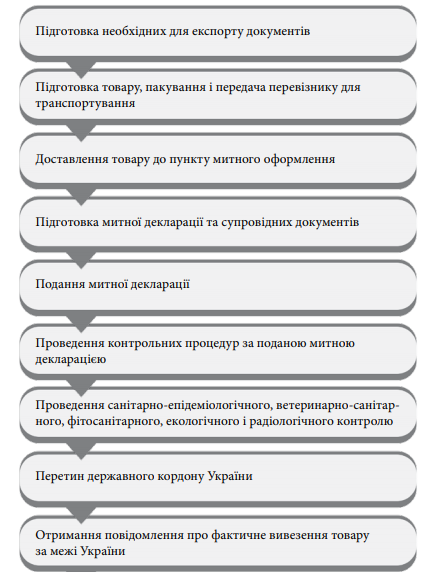 Підготовка необхідних для експорту документів
Підготовка товару, пакування і передача перевізнику для
транспортування
Доставлення товару до пункту митного оформлення
Підготовка митної декларації та супровідних документів
Подання митної декларації
Проведення контрольних процедур за поданою митною
декларацією
Проведення санітарно-епідеміологічного, ветеринарно-санітар-
ного, фітосанітарного, екологічного і радіологічного контролю
Перетин державного кордону України
Отримання повідомлення про фактичне вивезення товару
за межі України